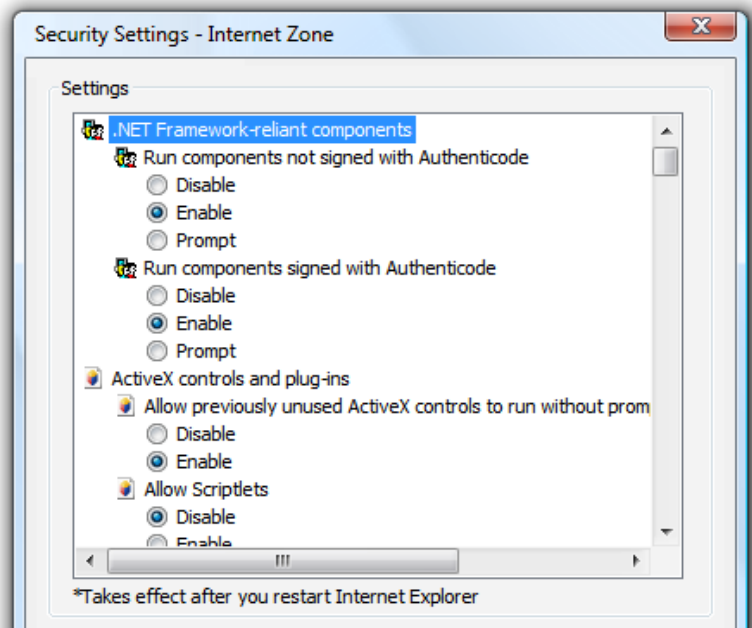 Security Settings - Internet Zone
Settings
.NET Framework-reliant components
Run components not signed with Authenticode
Disable
Enable
Prompt
Run components signed with Authenticode
Disable
Enable
Prompt
ActiveX controls and plug-ins
Allow previously unused ActiveX controls to run without prom
Disable
Enable
Allow Scriptlets
Disable
Enable
*Takes effect after you restart Internet Explorer